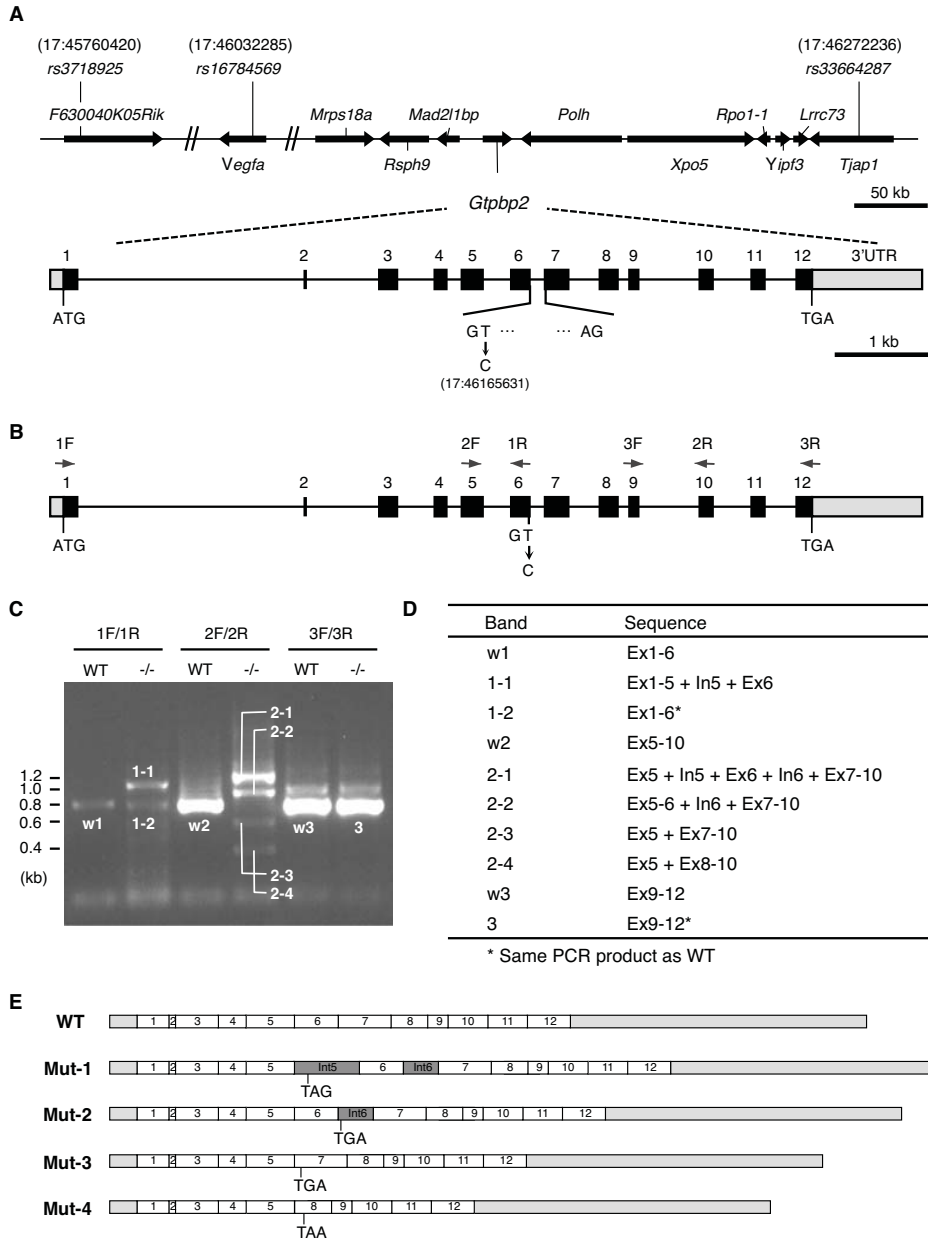 A
(17:45760420) (17:46032285) (17:46272236)
rs3718925 rs16784569 rs33664287
F630040K05Rik Mrps18a Mad2l1bp Polh Rpo1-1 Lrrc73
Vegfa Rsph9 Xpo5 Yipf3 Tjap1
50 kb
Gtpbp2
1 2 3 4 5 6 7 8 9 10 11 12 3'UTR
ATG TGA
GT ... ... AG
C
(17:46165631)
1 kb
B
1F 2F 1R 3F 2R 3R
1 2 3 4 5 6 7 8 9 10 11 12
ATG GT TGA
C
C
1F/1R 2F/2R 3F/3R
WT -/- WT -/- WT -/-
2-1
2-2
1-1
1.2
1.0
0.8
0.6
0.4
(kb)
w1 1-2 w2 w3 3
2-3
2-4
D
Band Sequence
w1 Ex1-6
1-1 Ex1-5 + In5 + Ex6
1-2 Ex1-6*
w2 Ex5-10
2-1 Ex5 + In5 + Ex6 + In6 + Ex7-10
2-2 Ex5-6 + In6 + Ex7-10
2-3 Ex5 + Ex7-10
2-4 Ex5 + Ex8-10
w3 Ex9-12
3 Ex9-12*
* Same PCR product as WT
E
WT 1 2 3 4 5 6 7 8 9 10 11 12
Mut-1 1 2 3 4 5 Int5 6 Int6 7 8 9 10 11 12
TAG
Mut-2 1 2 3 4 5 6 Int6 7 8 9 10 11 12
TGA
Mut-3 1 2 3 4 5 7 8 9 10 11 12
TGA
Mut-4 1 2 3 4 5 8 9 10 11 12
TAA